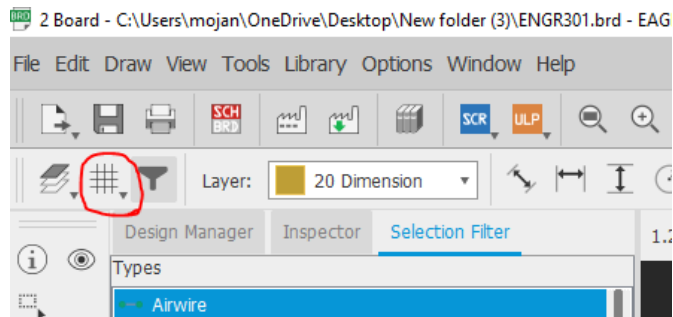 BRD 2 Board - C:\Users\mojan\OneDrive\Desktop\New folder (3)\ENGR301.brd - EAG
File Edit Draw View Tools Library Options Window Help
SCH BRD SCR ULP
Layer: 20 Dimension
Design Manager Inspector Selection Filter 1.2
Types
Airwire